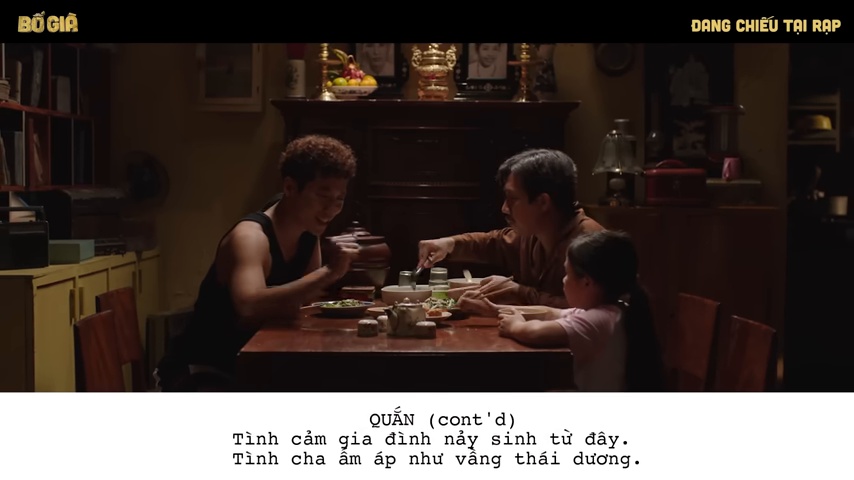 BỐ GIÀ
ĐANG CHIẾU TẠI RẠP
QUẮN (cont'd)
Tình cảm gia đình nảy sinh từ đây.
Tình cha ấm áp như vầng thái dương.